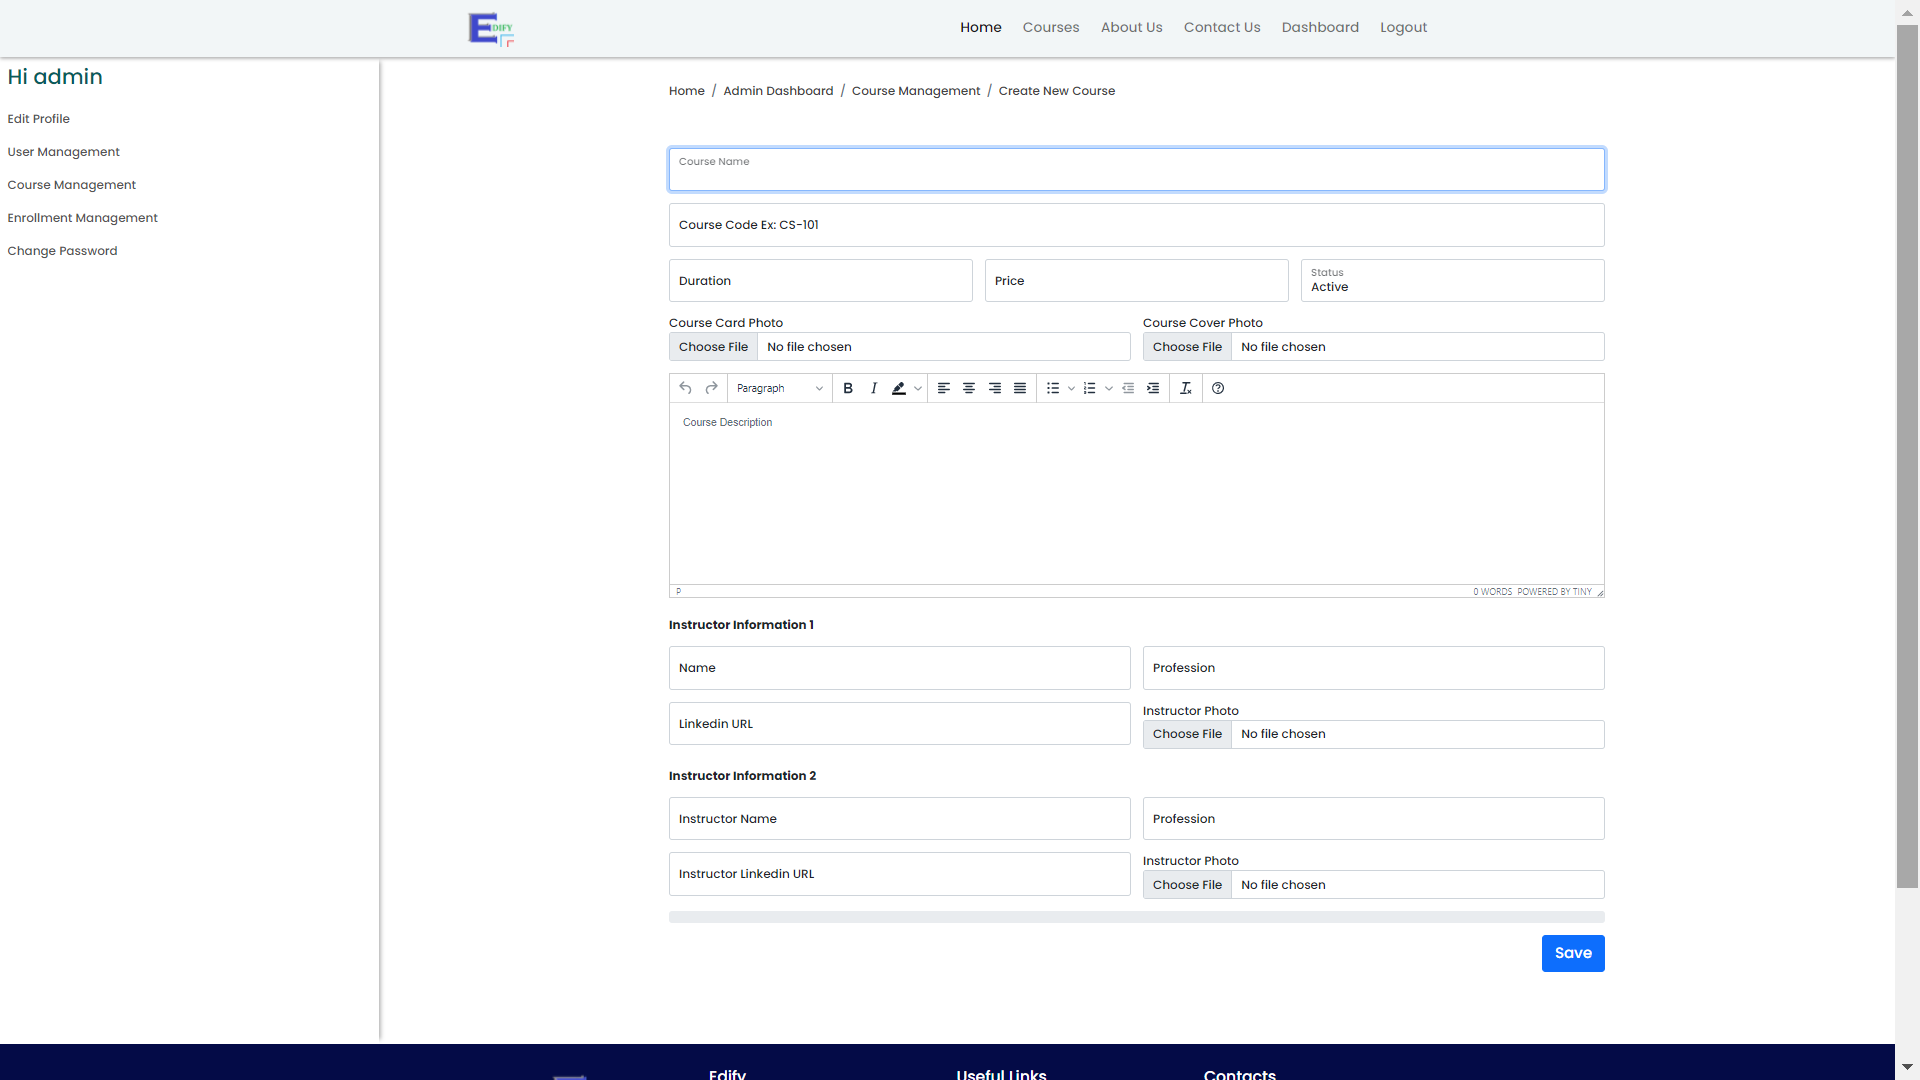 EDIFY
Home Courses About Us Contact Us Dashboard Logout
Hi admin
Edit Profile
User Management
Course Management
Enrollment Management
Change Password
Home / Admin Dashboard / Course Management / Create New Course
Course Name
Course Code Ex: CS-101
Duration
Price
Status
Active
Course Card Photo
Choose File No file chosen
Course Cover Photo
Choose File No file chosen
Paragraph
Course Description
P
0 WORDS POWERED BY TINY
Instructor Information 1
Name
Profession
Linkedin URL
Instructor Photo
Choose File No file chosen
Instructor Information 2
Instructor Name
Profession
Instructor Linkedin URL
Instructor Photo
Choose File No file chosen
Save
Edify Useful Links Contacts